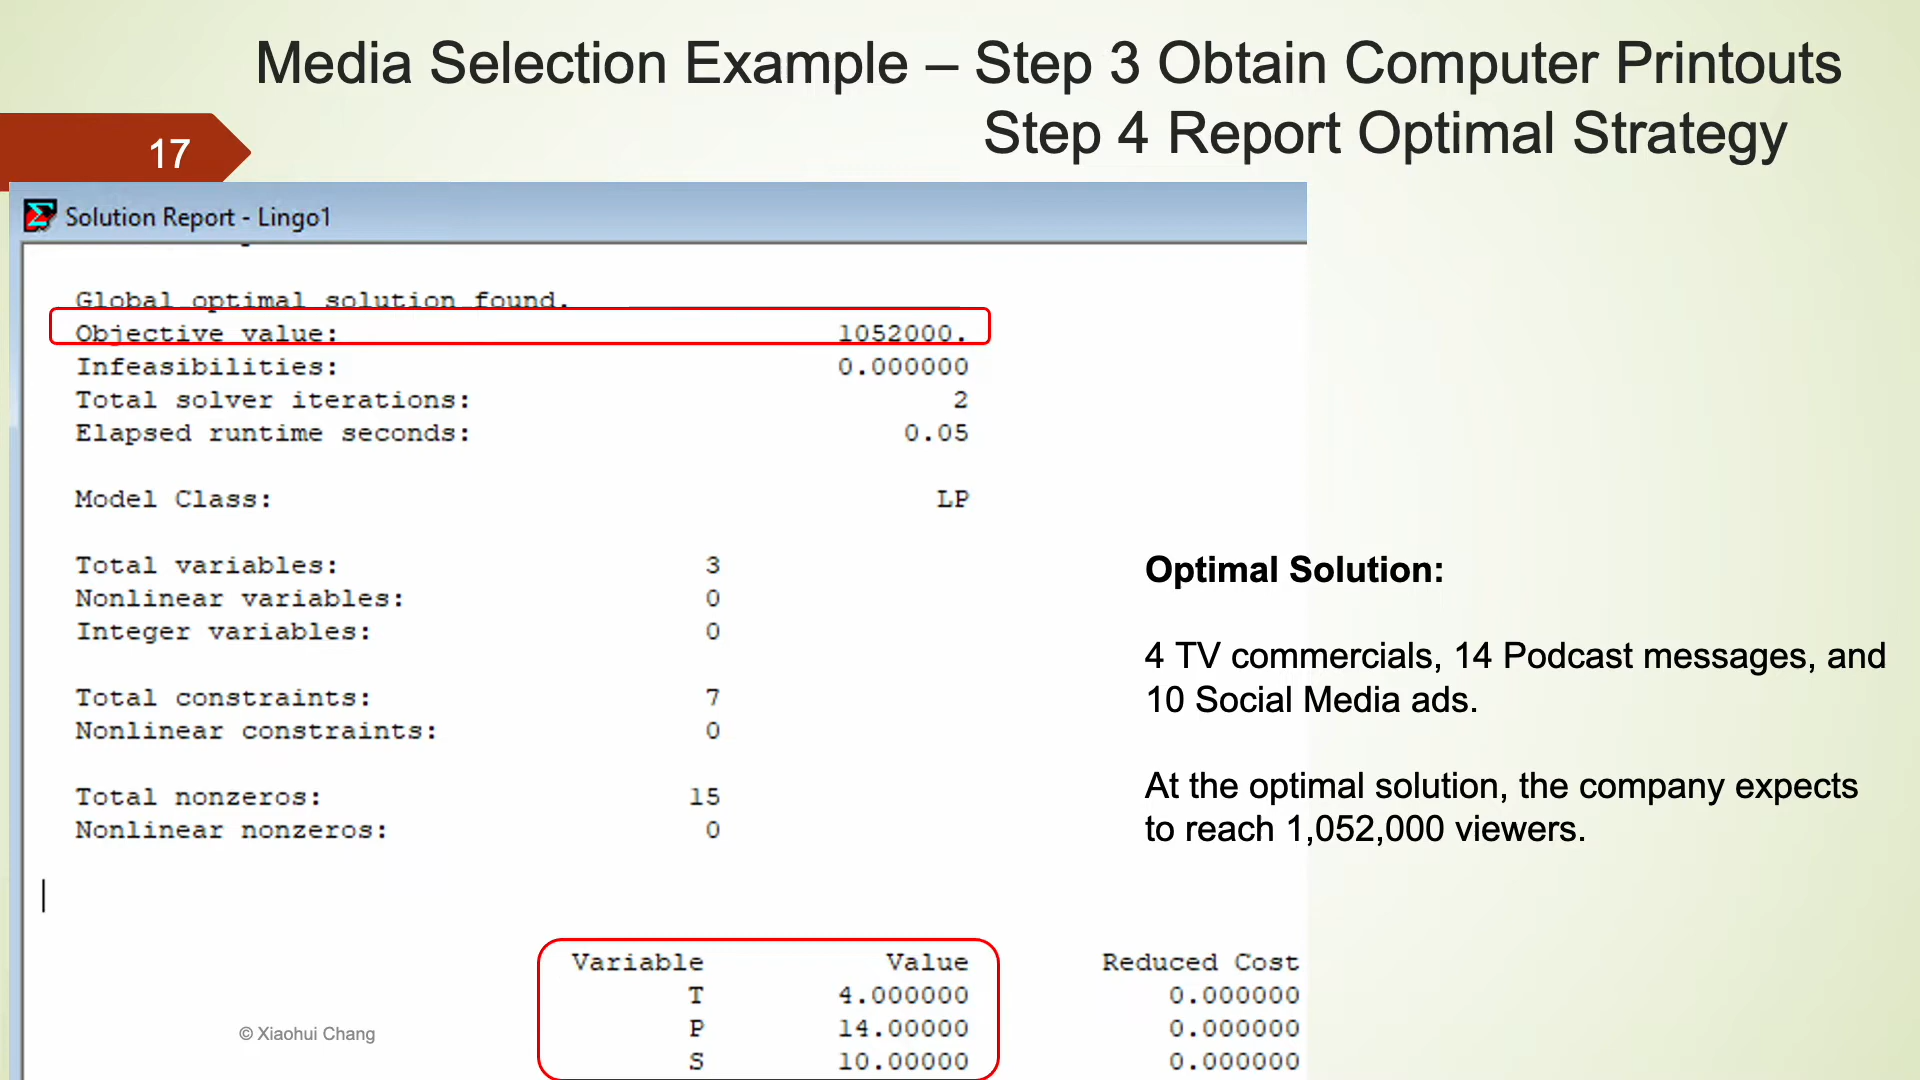 Media Selection Example – Step 3 Obtain Computer Printouts
Step 4 Report Optimal Strategy
17
Solution Report - Lingo1
Global optimal solution found.
Objective value: 1052000.
Infeasibilities: 0.000000
Total solver iterations: 2
Elapsed runtime seconds: 0.05
Model Class: LP
Total variables: 3
Nonlinear variables: 0
Integer variables: 0
Total constraints: 7
Nonlinear constraints: 0
Total nonzeros: 15
Nonlinear nonzeros: 0
Variable Value Reduced Cost
T 4.000000 0.000000
P 14.00000 0.000000
S 10.00000 0.000000
Optimal Solution:
4 TV commercials, 14 Podcast messages, and
10 Social Media ads.
At the optimal solution, the company expects
to reach 1,052,000 viewers.
© Xiaohui Chang